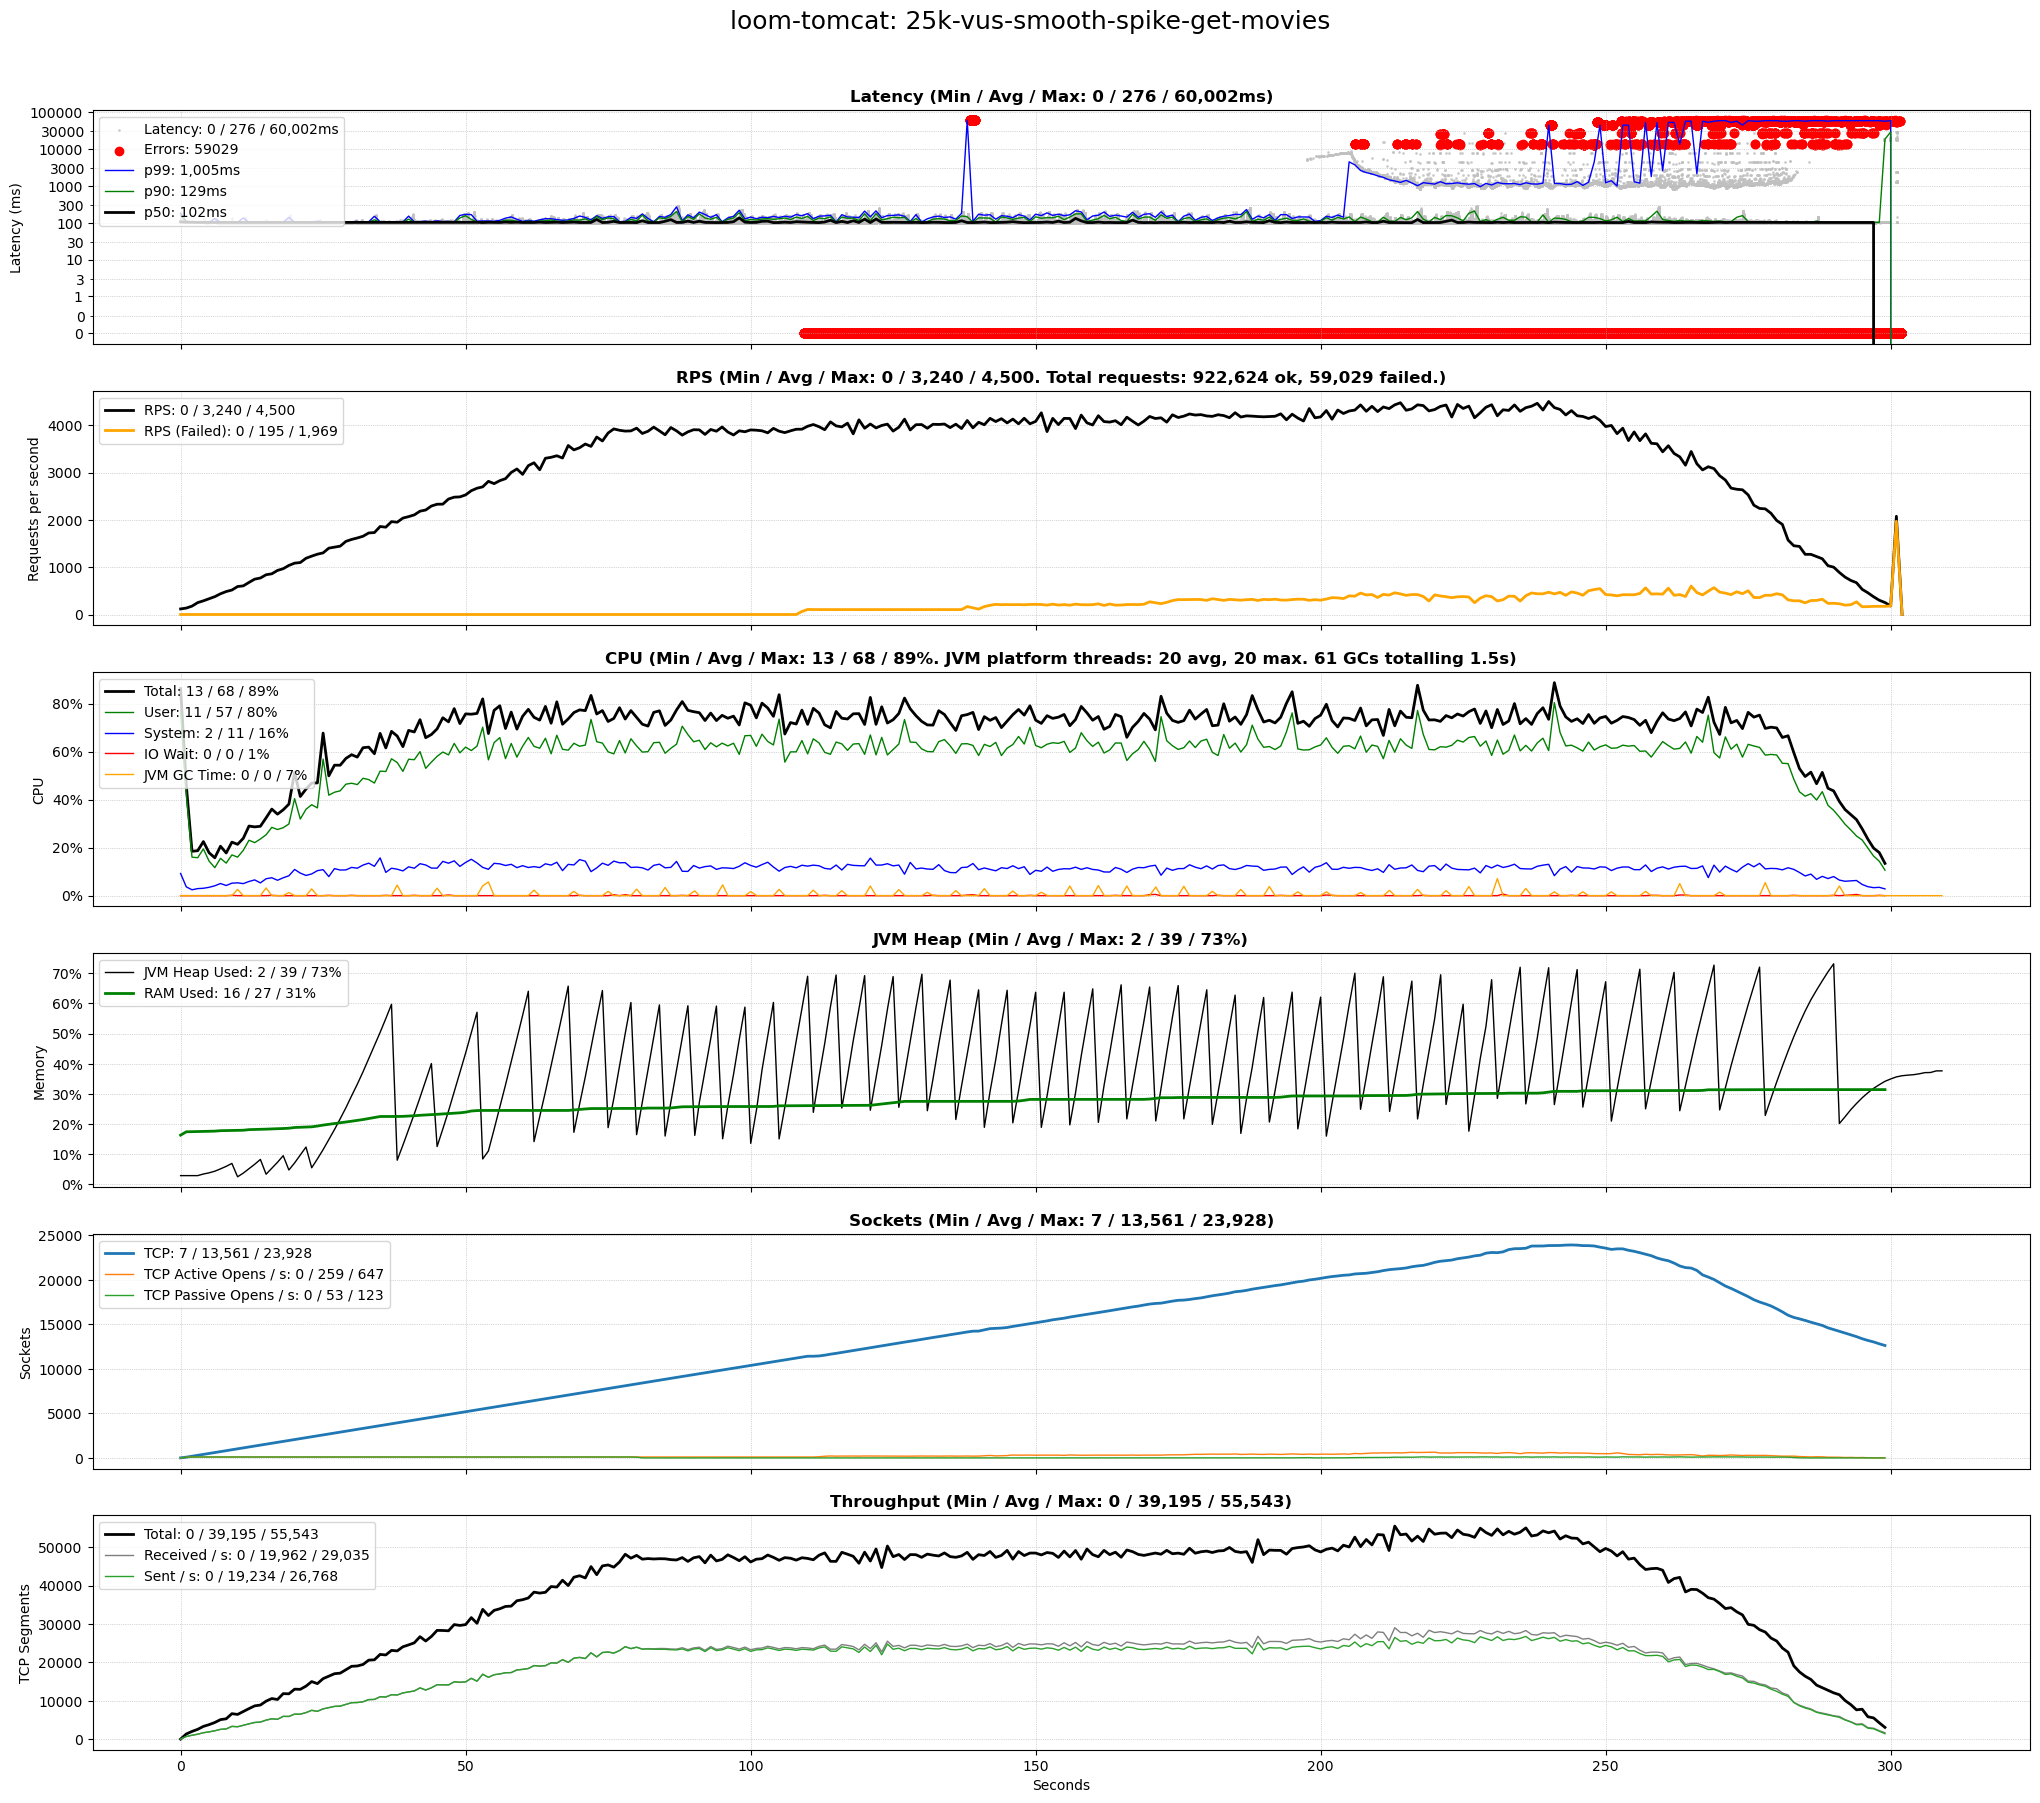 loom-tomcat: 25k-vus-smooth-spike-get-movies
Latency (Min / Avg / Max: 0 / 276 / 60,002ms)
Latency (ms)
100000
30000
10000
3000
1000
300
100
30
10
3
1
0
0
Latency: 0 / 276 / 60,002ms
Errors: 59029
p99: 1,005ms
p90: 129ms
p50: 102ms
RPS (Min / Avg / Max: 0 / 3,240 / 4,500. Total requests: 922,624 ok, 59,029 failed.)
Requests per second
4000
3000
2000
1000
0
RPS: 0 / 3,240 / 4,500
RPS (Failed): 0 / 195 / 1,969
CPU (Min / Avg / Max: 13 / 68 / 89%. JVM platform threads: 20 avg, 20 max. 61 GCs totalling 1.5s)
CPU
80%
60%
40%
20%
0%
Total: 13 / 68 / 89%
User: 11 / 57 / 80%
System: 2 / 11 / 16%
IO Wait: 0 / 0 / 1%
JVM GC Time: 0 / 0 / 7%
JVM Heap (Min / Avg / Max: 2 / 39 / 73%)
Memory
70%
60%
50%
40%
30%
20%
10%
0%
JVM Heap Used: 2 / 39 / 73%
RAM Used: 16 / 27 / 31%
Sockets (Min / Avg / Max: 7 / 13,561 / 23,928)
Sockets
25000
20000
15000
10000
5000
0
TCP: 7 / 13,561 / 23,928
TCP Active Opens / s: 0 / 259 / 647
TCP Passive Opens / s: 0 / 53 / 123
Throughput (Min / Avg / Max: 0 / 39,195 / 55,543)
TCP Segments
50000
40000
30000
20000
10000
0
Total: 0 / 39,195 / 55,543
Received / s: 0 / 19,962 / 29,035
Sent / s: 0 / 19,234 / 26,768
0 50 100 150 200 250 300
Seconds